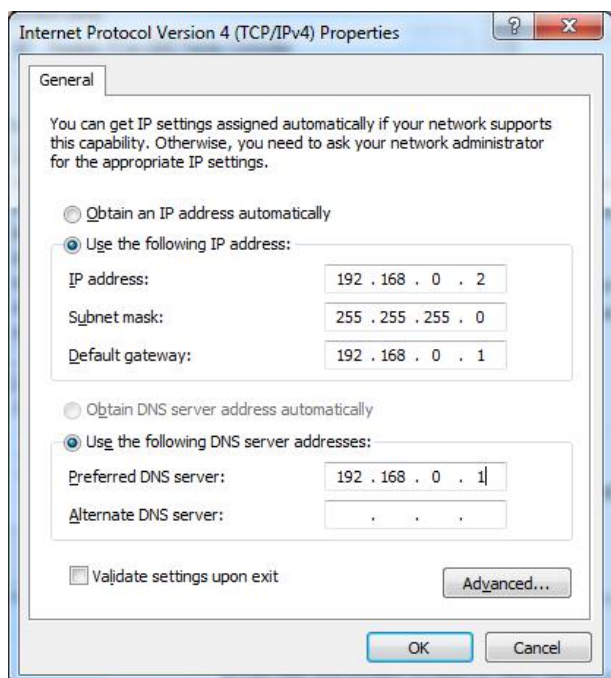 Internet Protocol Version 4 (TCP/IPv4) Properties
General
You can get IP settings assigned automatically if your network supports
this capability. Otherwise, you need to ask your network administrator
for the appropriate IP settings.
Obtain an IP address automatically
Use the following IP address:
IP address: 192 . 168 . 0 . 2
Subnet mask: 255 . 255 . 255 . 0
Default gateway: 192 . 168 . 0 . 1
Obtain DNS server address automatically
Use the following DNS server addresses:
Preferred DNS server: 192 . 168 . 0 . 1
Alternate DNS server: . . .
Validate settings upon exit
Advanced...
OK Cancel